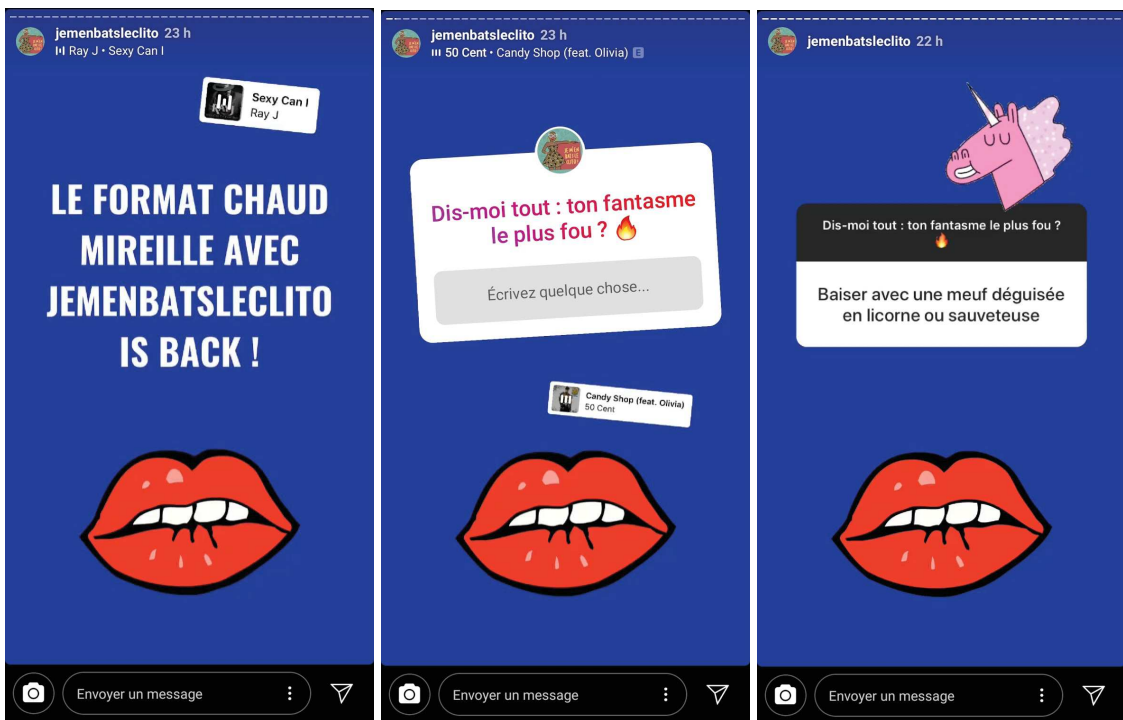 jemenbatsleclito 23 h
Ray J • Sexy Can I
Sexy Can I
Ray J
LE FORMAT CHAUD
MIREILLE AVEC
JEMENBATSLECLITO
IS BACK !
Envoyer un message
jemenbatsleclito 23 h
50 Cent • Candy Shop (feat. Olivia) E
Dis-moi tout : ton fantasme
le plus fou ? 🔥
Écrivez quelque chose...
Candy Shop (feat. Olivia)
50 Cent
Envoyer un message
jemenbatsleclito 22 h
Dis-moi tout : ton fantasme le plus fou ?
🔥
Baiser avec une meuf déguisée
en licorne ou sauveteuse
Envoyer un message